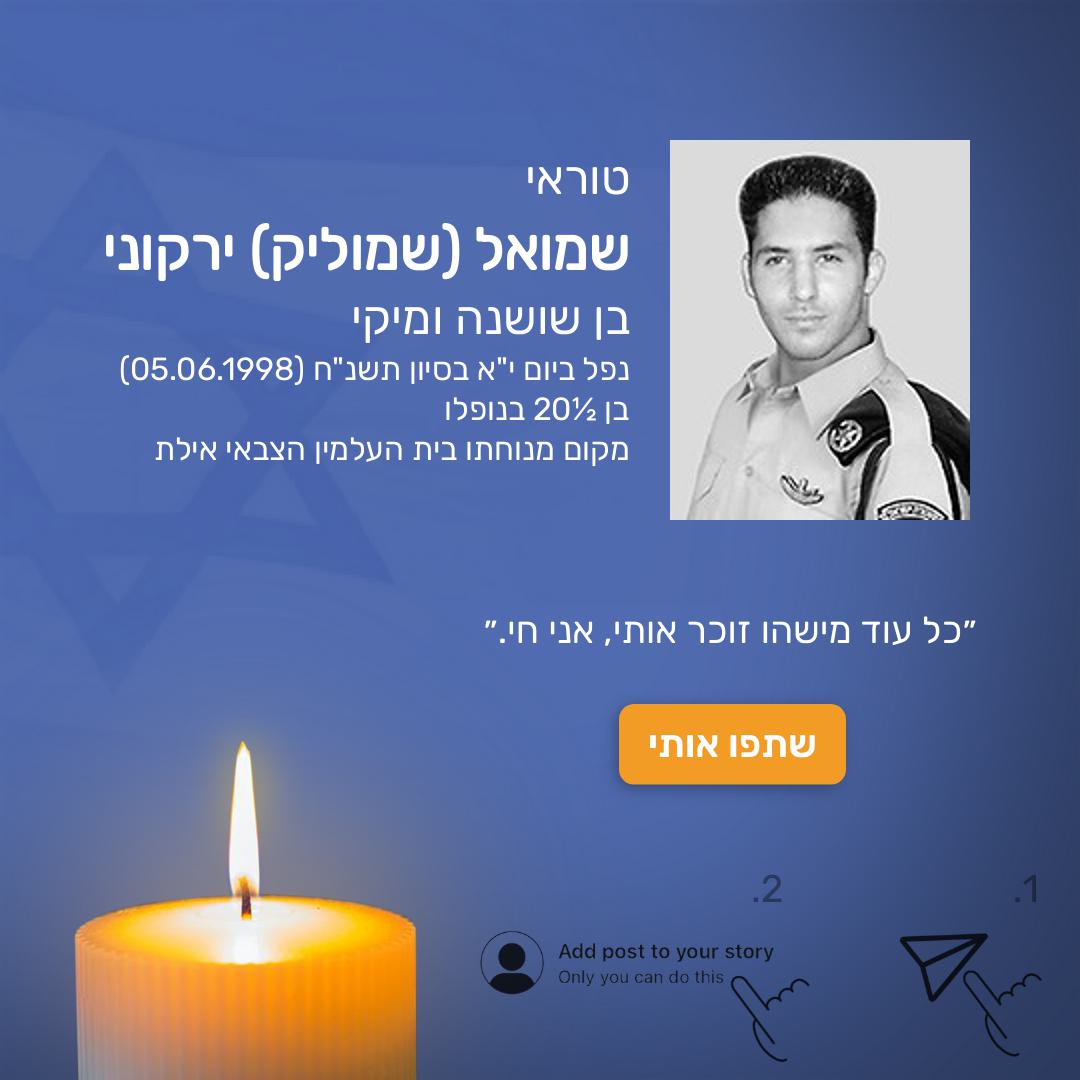 טוראי
שמואל (שמוליק) ירקוני
בן שושנה ומיקי
נפל ביום י"א בסיון תשנ"ח (05.06.1998)
בן 20½ בנופלו
מקום מנוחתו בית העלמין הצבאי אילת
״כל עוד מישהו זוכר אותי, אני חי.״
שתפו אותי
1.
2.
Add post to your story
Only you can do this